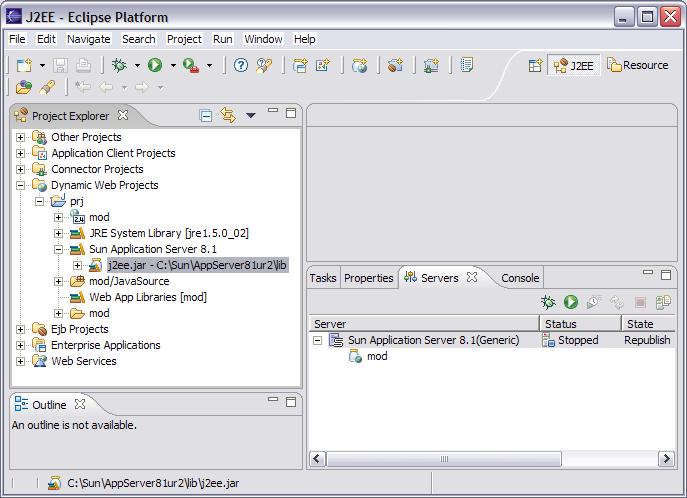 J2EE - Eclipse Platform
File Edit Navigate Search Project Run Window Help
J2EE Resource
Project Explorer
Other Projects
Application Client Projects
Connector Projects
Dynamic Web Projects
prj
2.4 mod
JRE System Library [jre1.5.0_02]
Sun Application Server 8.1
j2ee.jar - C:\Sun\AppServer81ur2\lib
mod/JavaSource
Web App Libraries [mod]
mod
Ejb Projects
Enterprise Applications
Web Services
Outline
An outline is not available.
Tasks Properties Servers Console
Server Status State
Sun Application Server 8.1(Generic) Stopped Republish
mod
C:\Sun\AppServer81ur2\lib\j2ee.jar